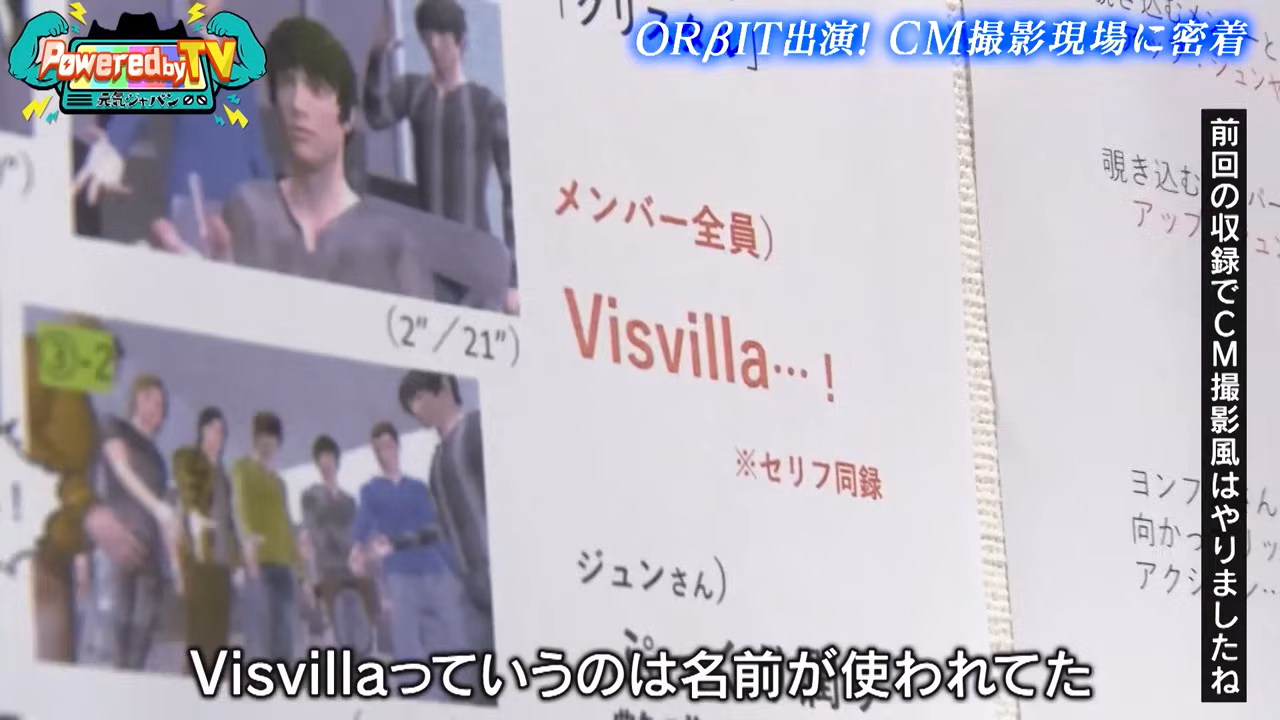 Powered by TV
元気ジャパン
ORβIT出演! CM撮影現場に密着
前回の収録でCM撮影風はやりましたね
(2"/21")
③-2
メンバー全員)
Visvilla…!
※セリフ同録
ジュンさん)
覗き込む
アップ
ヨンフ
向かっ
アクシ
Visvillaっていうのは名前が使われてた